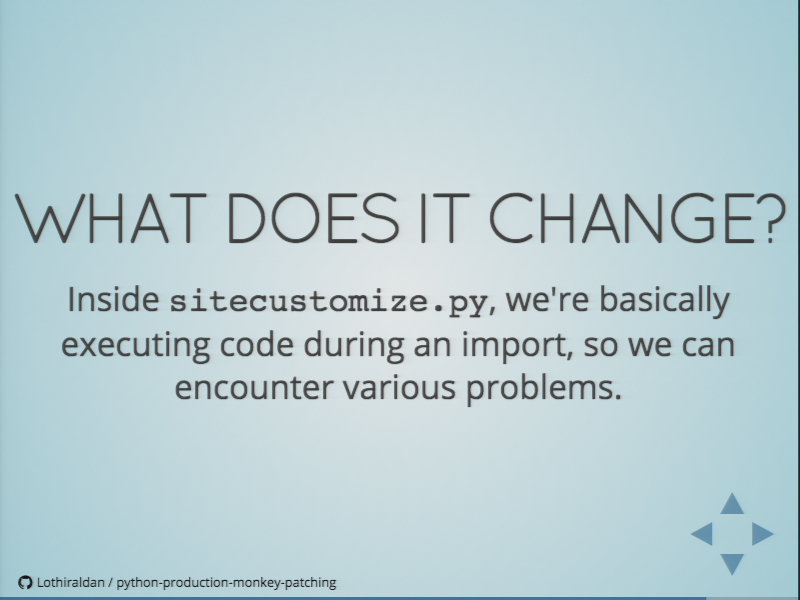 WHAT DOES IT CHANGE?
Inside sitecustomize.py, we're basically
executing code during an import, so we can
encounter various problems.
Lothiraldan / python-production-monkey-patching